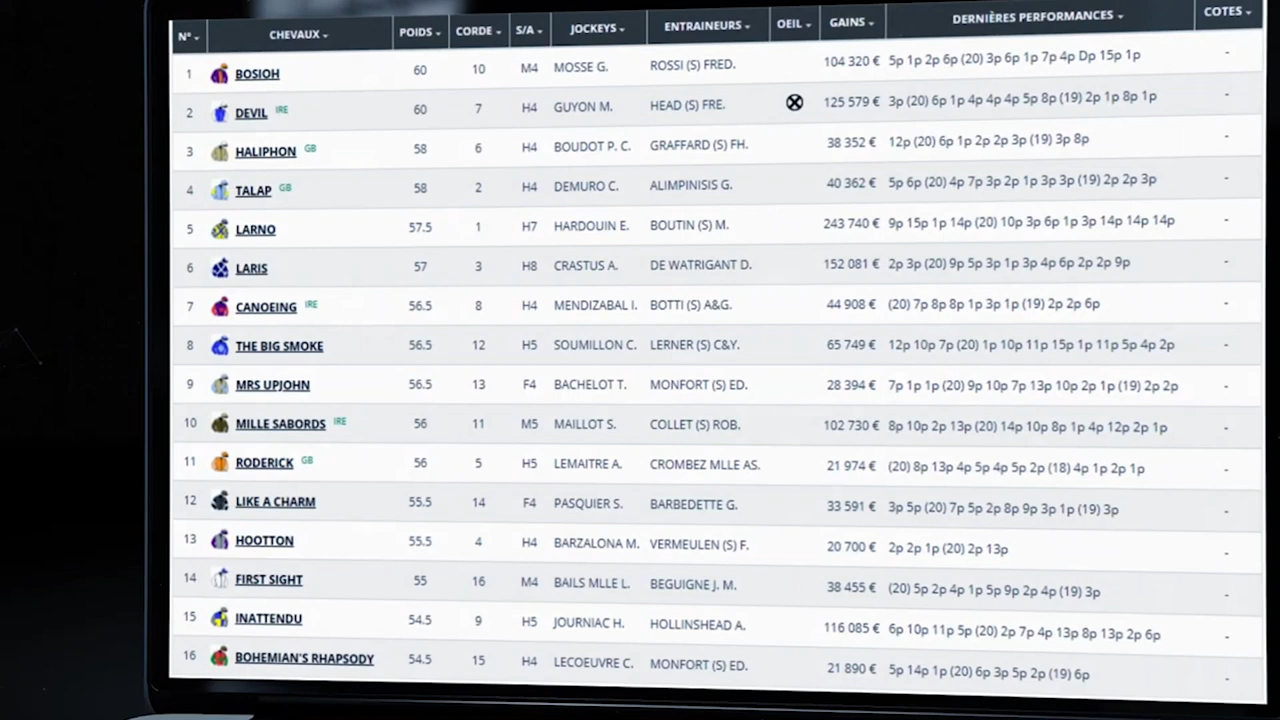 N° CHEVAUX POIDS CORDE S/A JOCKEYS ENTRAINEURS OEIL GAINS DERNIÈRES PERFORMANCES COTES
1 BOSIOH 60 10 M4 MOSSE G. ROSSI (S) FRED. 104 320 € 5p 1p 2p 6p (20) 3p 6p 1p 7p 4p Dp 15p 1p -
2 DEVIL IRE 60 7 H4 GUYON M. HEAD (S) FRE. 125 579 € 3p (20) 6p 1p 4p 4p 4p 5p 8p (19) 2p 1p 8p 1p -
3 HALIPHON GB 58 6 H4 BOUDOT P. C. GRAFFARD (S) FH. 38 352 € 12p (20) 6p 1p 2p 2p 3p (19) 3p 8p -
4 TALAP GB 58 2 H4 DEMURO C. ALIMPINISIS G. 40 362 € 5p 6p (20) 4p 7p 3p 2p 1p 3p 3p (19) 2p 2p 3p -
5 LARNO 57.5 1 H7 HARDOUIN E. BOUTIN (S) M. 243 740 € 9p 15p 1p 14p (20) 10p 3p 6p 1p 3p 14p 14p 14p -
6 LARIS 57 3 H8 CRASTUS A. DE WATRIGANT D. 152 081 € 2p 3p (20) 9p 5p 3p 1p 3p 4p 6p 2p 2p 9p -
7 CANOEING IRE 56.5 8 H4 MENDIZABAL I. BOTTI (S) A&G. 44 908 € (20) 7p 8p 8p 1p 3p 1p (19) 2p 2p 6p -
8 THE BIG SMOKE 56.5 12 H5 SOUMILLON C. LERNER (S) C&Y. 65 749 € 12p 10p 7p (20) 1p 10p 11p 15p 1p 11p 5p 4p 2p -
9 MRS UPJOHN 56.5 13 F4 BACHELOT T. MONFORT (S) ED. 28 394 € 7p 1p 1p (20) 9p 10p 7p 13p 10p 2p 1p (19) 2p 2p -
10 MILLE SABORDS IRE 56 11 M5 MAILLOT S. COLLET (S) ROB. 102 730 € 8p 10p 2p 13p (20) 14p 10p 8p 1p 4p 12p 2p 1p -
11 RODERICK GB 56 5 H5 LEMAITRE A. CROMBEZ MLLE AS. 21 974 € (20) 8p 13p 4p 5p 4p 5p 2p (18) 4p 1p 2p 1p -
12 LIKE A CHARM 55.5 14 F4 PASQUIER S. BARBEDETTE G. 33 591 € 3p 5p (20) 7p 5p 2p 8p 9p 3p 1p (19) 3p -
13 HOOTTON 55.5 4 H4 BARZALONA M. VERMEULEN (S) F. 20 700 € 2p 2p 1p (20) 2p 13p -
14 FIRST SIGHT 55 16 M4 BAILS MLLE L. BEGUIGNE J. M. 38 455 € (20) 5p 2p 4p 1p 5p 9p 2p 4p (19) 3p -
15 INATTENDU 54.5 9 H5 JOURNIAC H. HOLLINSHEAD A. 116 085 € 6p 10p 11p 5p (20) 2p 7p 4p 13p 8p 13p 2p 6p -
16 BOHEMIAN'S RHAPSODY 54.5 15 H4 LECOEUVRE C. MONFORT (S) ED. 21 890 € 5p 14p 1p (20) 6p 3p 5p 2p (19) 6p -